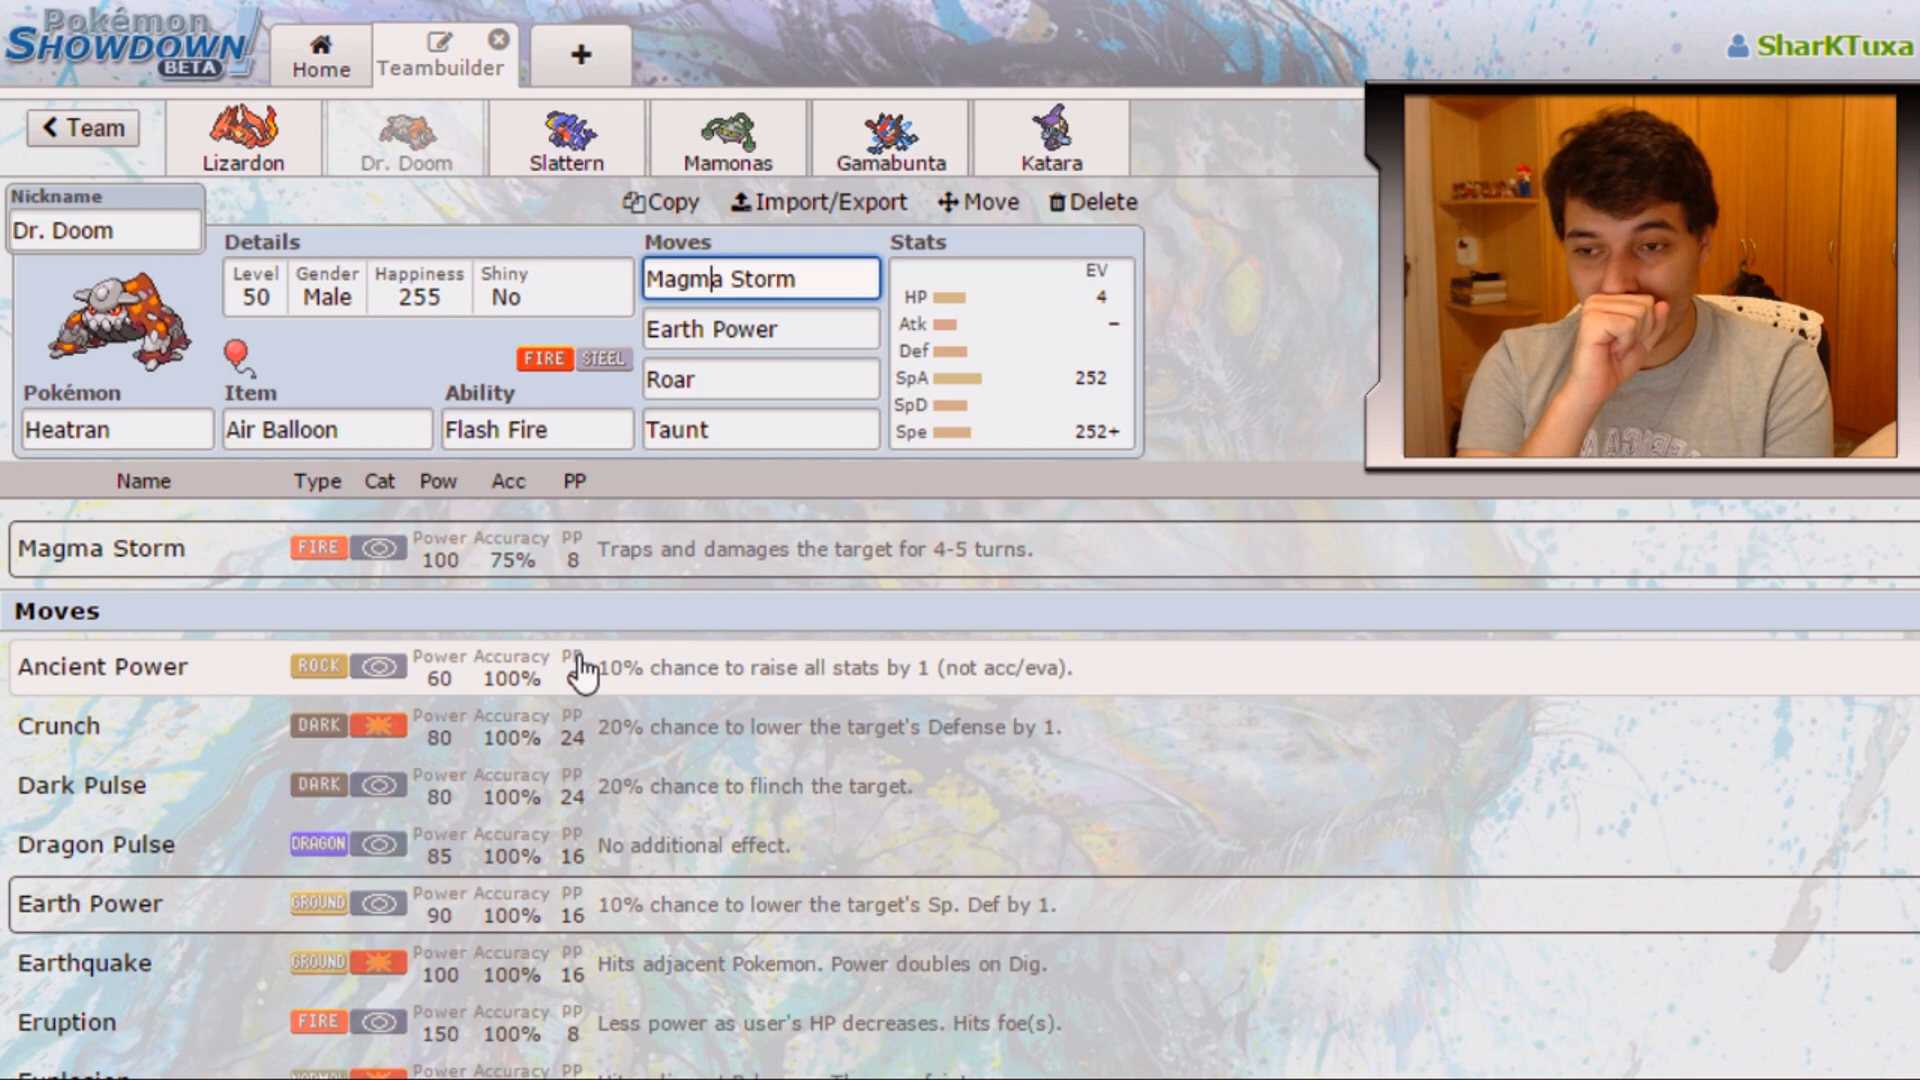 Pokémon
SHOWDOWN!
BETA
Home
Teambuilder
+
SharKTuxa
Team
Lizardon
Dr. Doom
Slattern
Mamonas
Gamabunta
Katara
Nickname
Dr. Doom
Copy
Import/Export
Move
Delete
Details
Level
50
Gender
Male
Happiness
255
Shiny
No
FIRE STEEL
Pokémon
Heatran
Item
Air Balloon
Ability
Flash Fire
Moves
Magma Storm
Earth Power
Roar
Taunt
Stats
EV
HP 4
Atk –
Def
SpA 252
SpD
Spe 252+
Name Type Cat Pow Acc PP
Magma Storm FIRE Power 100 Accuracy 75% PP 8 Traps and damages the target for 4-5 turns.
Moves
Ancient Power ROCK Power 60 Accuracy 100% 10% chance to raise all stats by 1 (not acc/eva).
Crunch DARK Power 80 Accuracy 100% PP 24 20% chance to lower the target's Defense by 1.
Dark Pulse DARK Power 80 Accuracy 100% PP 24 20% chance to flinch the target.
Dragon Pulse DRAGON Power 85 Accuracy 100% PP 16 No additional effect.
Earth Power GROUND Power 90 Accuracy 100% PP 16 10% chance to lower the target's Sp. Def by 1.
Earthquake GROUND Power 100 Accuracy 100% PP 16 Hits adjacent Pokemon. Power doubles on Dig.
Eruption FIRE Power 150 Accuracy 100% PP 8 Less power as user's HP decreases. Hits foe(s).
Power Accuracy PP